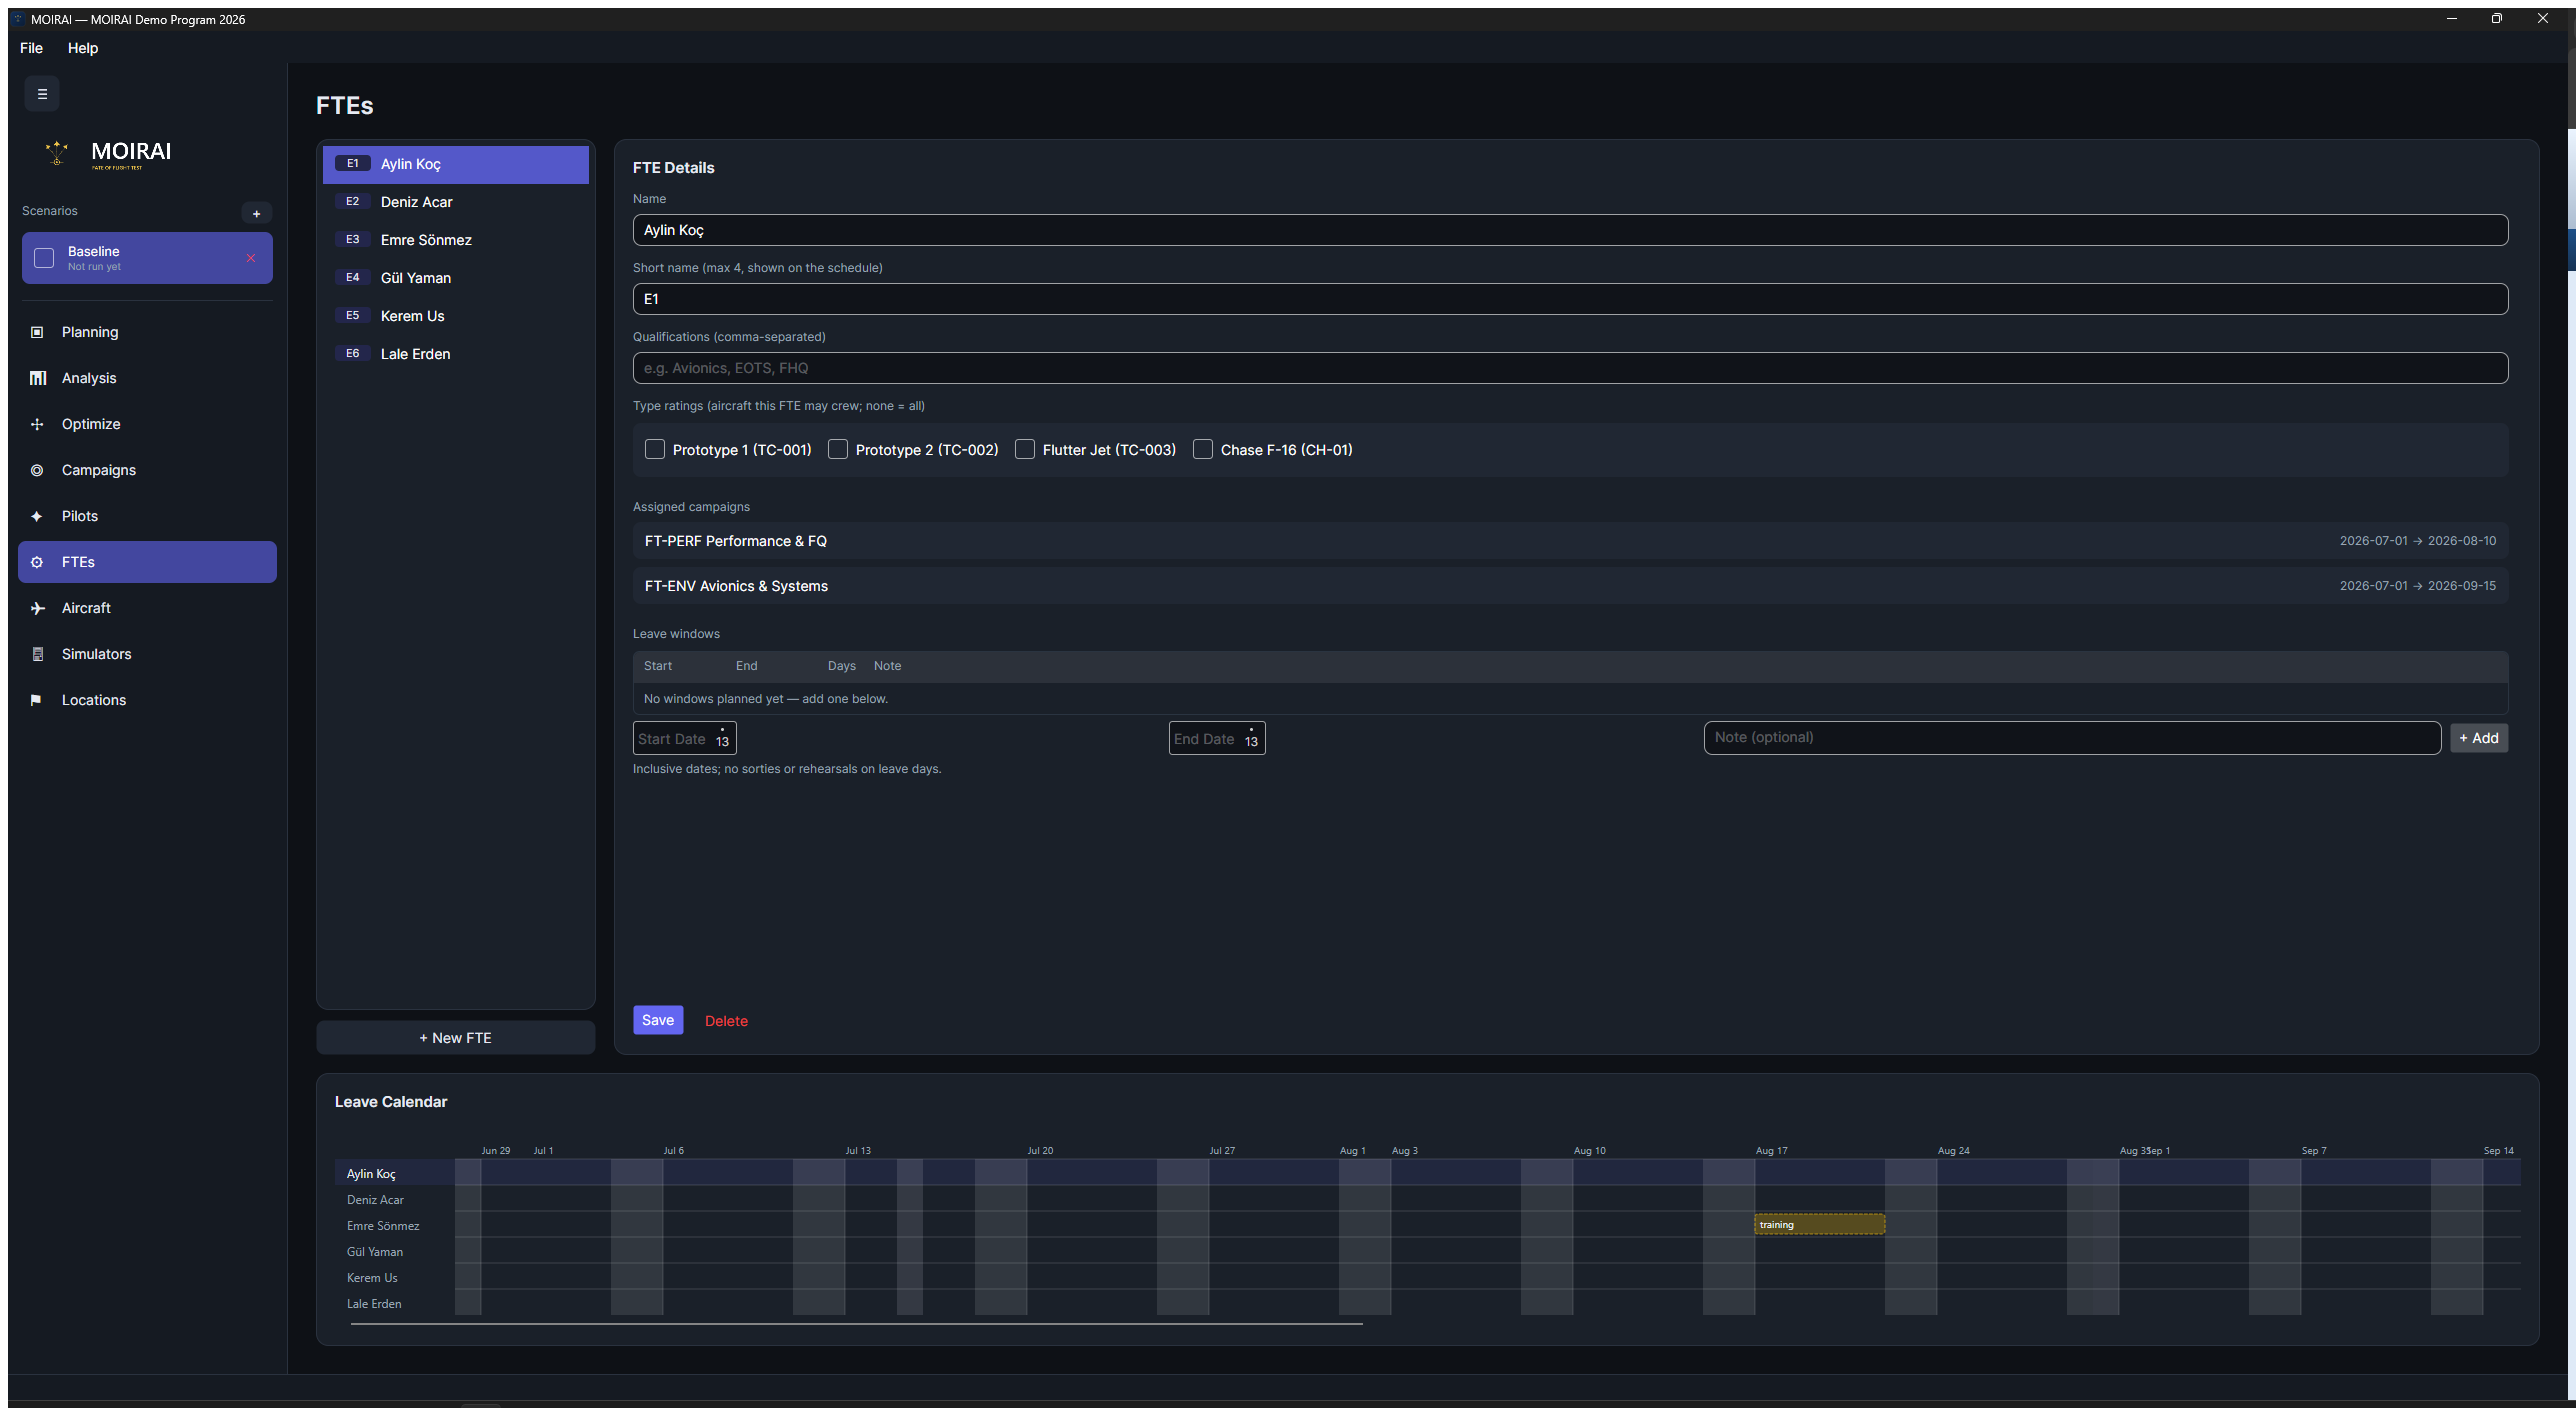 MOIRAI — MOIRAI Demo Program 2026
File Help
MOIRAI
FATE OF FLIGHT TEST
Scenarios +
Baseline
Not run yet
Planning
Analysis
Optimize
Campaigns
Pilots
FTEs
Aircraft
Simulators
Locations
FTEs
E1 Aylin Koç
E2 Deniz Acar
E3 Emre Sönmez
E4 Gül Yaman
E5 Kerem Us
E6 Lale Erden
+ New FTE
FTE Details
Name
Aylin Koç
Short name (max 4, shown on the schedule)
E1
Qualifications (comma-separated)
e.g. Avionics, EOTS, FHQ
Type ratings (aircraft this FTE may crew; none = all)
Prototype 1 (TC-001) Prototype 2 (TC-002) Flutter Jet (TC-003) Chase F-16 (CH-01)
Assigned campaigns
FT-PERF Performance & FQ 2026-07-01 → 2026-08-10
FT-ENV Avionics & Systems 2026-07-01 → 2026-09-15
Leave windows
Start End Days Note
No windows planned yet — add one below.
Start Date 13 End Date 13 Note (optional) + Add
Inclusive dates; no sorties or rehearsals on leave days.
Save Delete
Leave Calendar
Jun 29 Jul 1 Jul 6 Jul 13 Jul 20 Jul 27 Aug 1 Aug 3 Aug 10 Aug 17 Aug 24 Aug 31 Sep 1 Sep 7 Sep 14
Aylin Koç
Deniz Acar
Emre Sönmez training
Gül Yaman
Kerem Us
Lale Erden